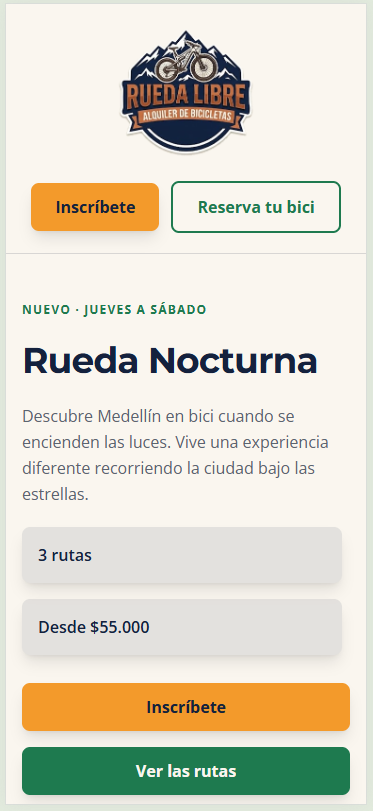 RUEDA LIBRE
ALQUILER DE BICICLETAS
Inscríbete
Reserva tu bici
NUEVO · JUEVES A SÁBADO
Rueda Nocturna
Descubre Medellín en bici cuando se
encienden las luces. Vive una experiencia
diferente recorriendo la ciudad bajo las
estrellas.
3 rutas
Desde $55.000
Inscríbete
Ver las rutas